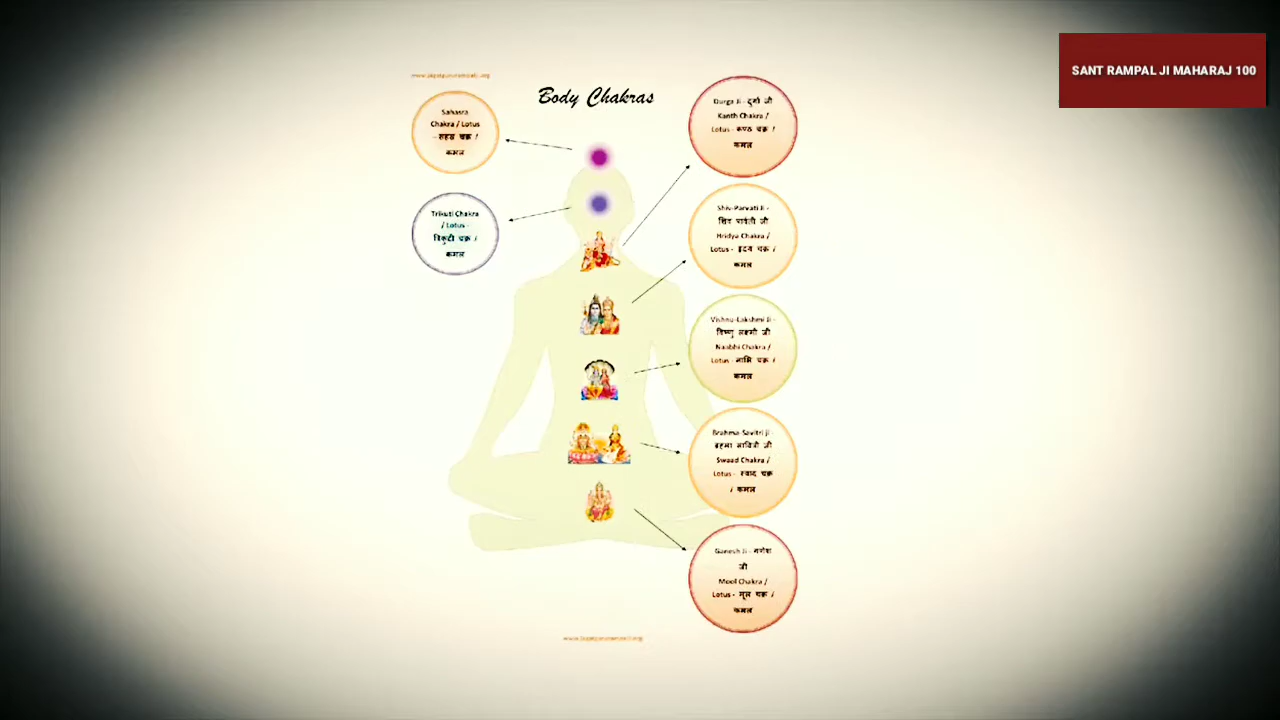 SANT RAMPAL JI MAHARAJ 100
Body Chakras
Sahasra
Chakra / Lotus
- सहस्र चक्र /
कमल
Trikuti Chakra
/ Lotus -
त्रिकुटी चक्र /
कमल
Durga Ji - दुर्गा जी
Kanth Chakra /
Lotus - कण्ठ चक्र /
कमल
Shiv-Parvati Ji -
शिव पार्वती जी
Hridya Chakra /
Lotus - हृदय चक्र /
कमल
Vishnu-Lakshmi Ji -
विष्णु लक्ष्मी जी
Naabhi Chakra /
Lotus - नाभि चक्र /
कमल
Brahma-Savitri Ji -
ब्रह्मा सावित्री जी
Swaad Chakra /
Lotus - स्वाद चक्र
/ कमल
Ganesh Ji - गणेश
जी
Mool Chakra /
Lotus - मूल चक्र /
कमल